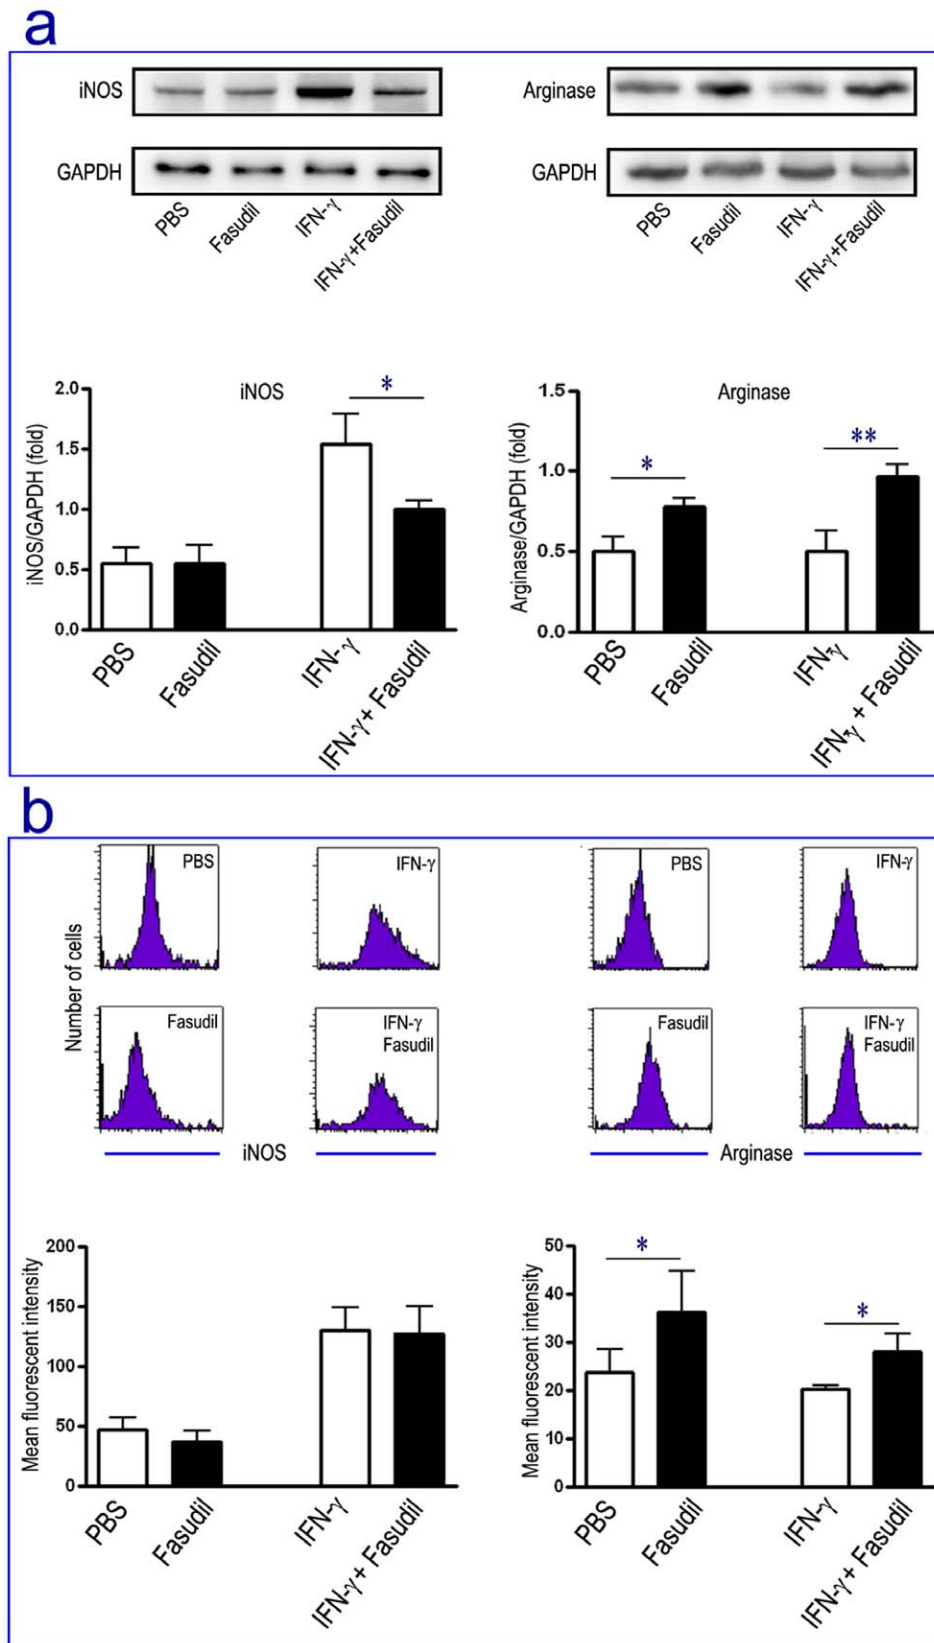 a
iNOS
GAPDH
PBS
Fasudil
IFN-γ
IFN-γ+Fasudil
Arginase
GAPDH
PBS
Fasudil
IFN-γ
IFN-γ+Fasudil
iNOS
*
iNOS/GAPDH (fold)
2.0
1.5
1.0
0.5
0.0
PBS
Fasudil
IFN-γ
IFN-γ+ Fasudil
Arginase
*
**
Arginase/GAPDH (fold)
1.5
1.0
0.5
0.0
PBS
Fasudil
IFN-γ
IFN-γ + Fasudil
b
Number of cells
PBS
IFN-γ
Fasudil
IFN-γ
Fasudil
iNOS
PBS
IFN-γ
Fasudil
IFN-γ
Fasudil
Arginase
Mean fluorescent intensity
200
150
100
50
0
PBS
Fasudil
IFN-γ
IFN-γ+ Fasudil
Mean fluorescent intensity
50
40
30
20
10
0
*
*
PBS
Fasudil
IFN-γ
IFN-γ+ Fasudil